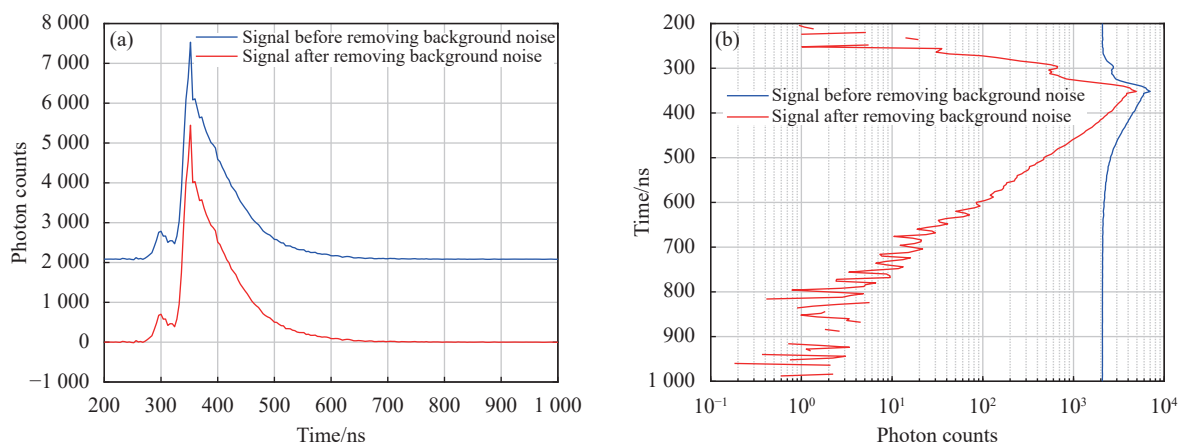 (a)
Signal before removing background noise
Signal after removing background noise
8 000
7 000
6 000
5 000
4 000
3 000
2 000
1 000
0
−1 000
Photon counts
200 300 400 500 600 700 800 900 1 000
Time/ns
(b)
Signal before removing background noise
Signal after removing background noise
200
300
400
500
600
700
800
900
1 000
Time/ns
10⁻¹ 10⁰ 10¹ 10² 10³ 10⁴
Photon counts